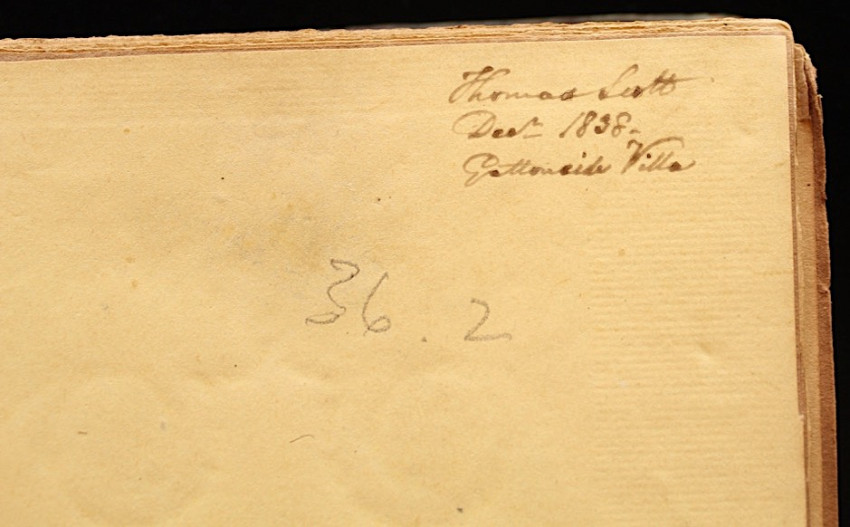 Thomas Scott
Decr 1838.
Gattonside Villa
36.2